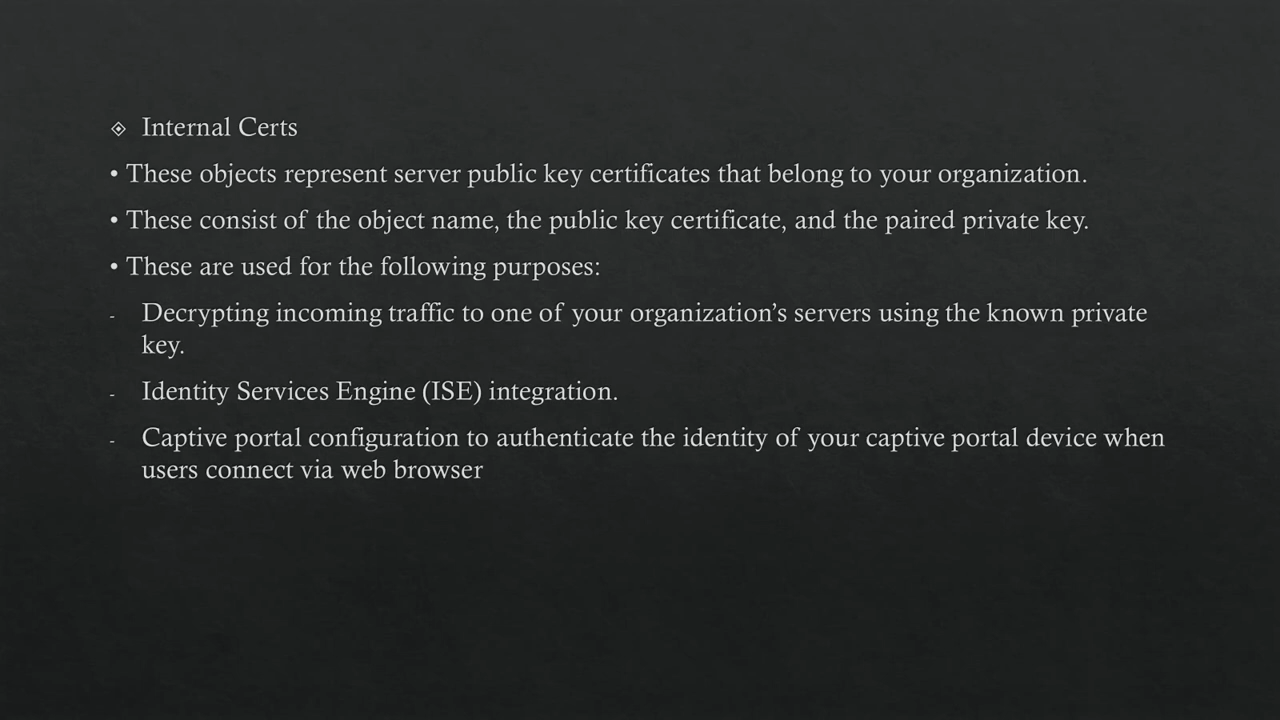 Internal Certs
• These objects represent server public key certificates that belong to your organization.
• These consist of the object name, the public key certificate, and the paired private key.
• These are used for the following purposes:
- Decrypting incoming traffic to one of your organization’s servers using the known private
key.
- Identity Services Engine (ISE) integration.
- Captive portal configuration to authenticate the identity of your captive portal device when
users connect via web browser